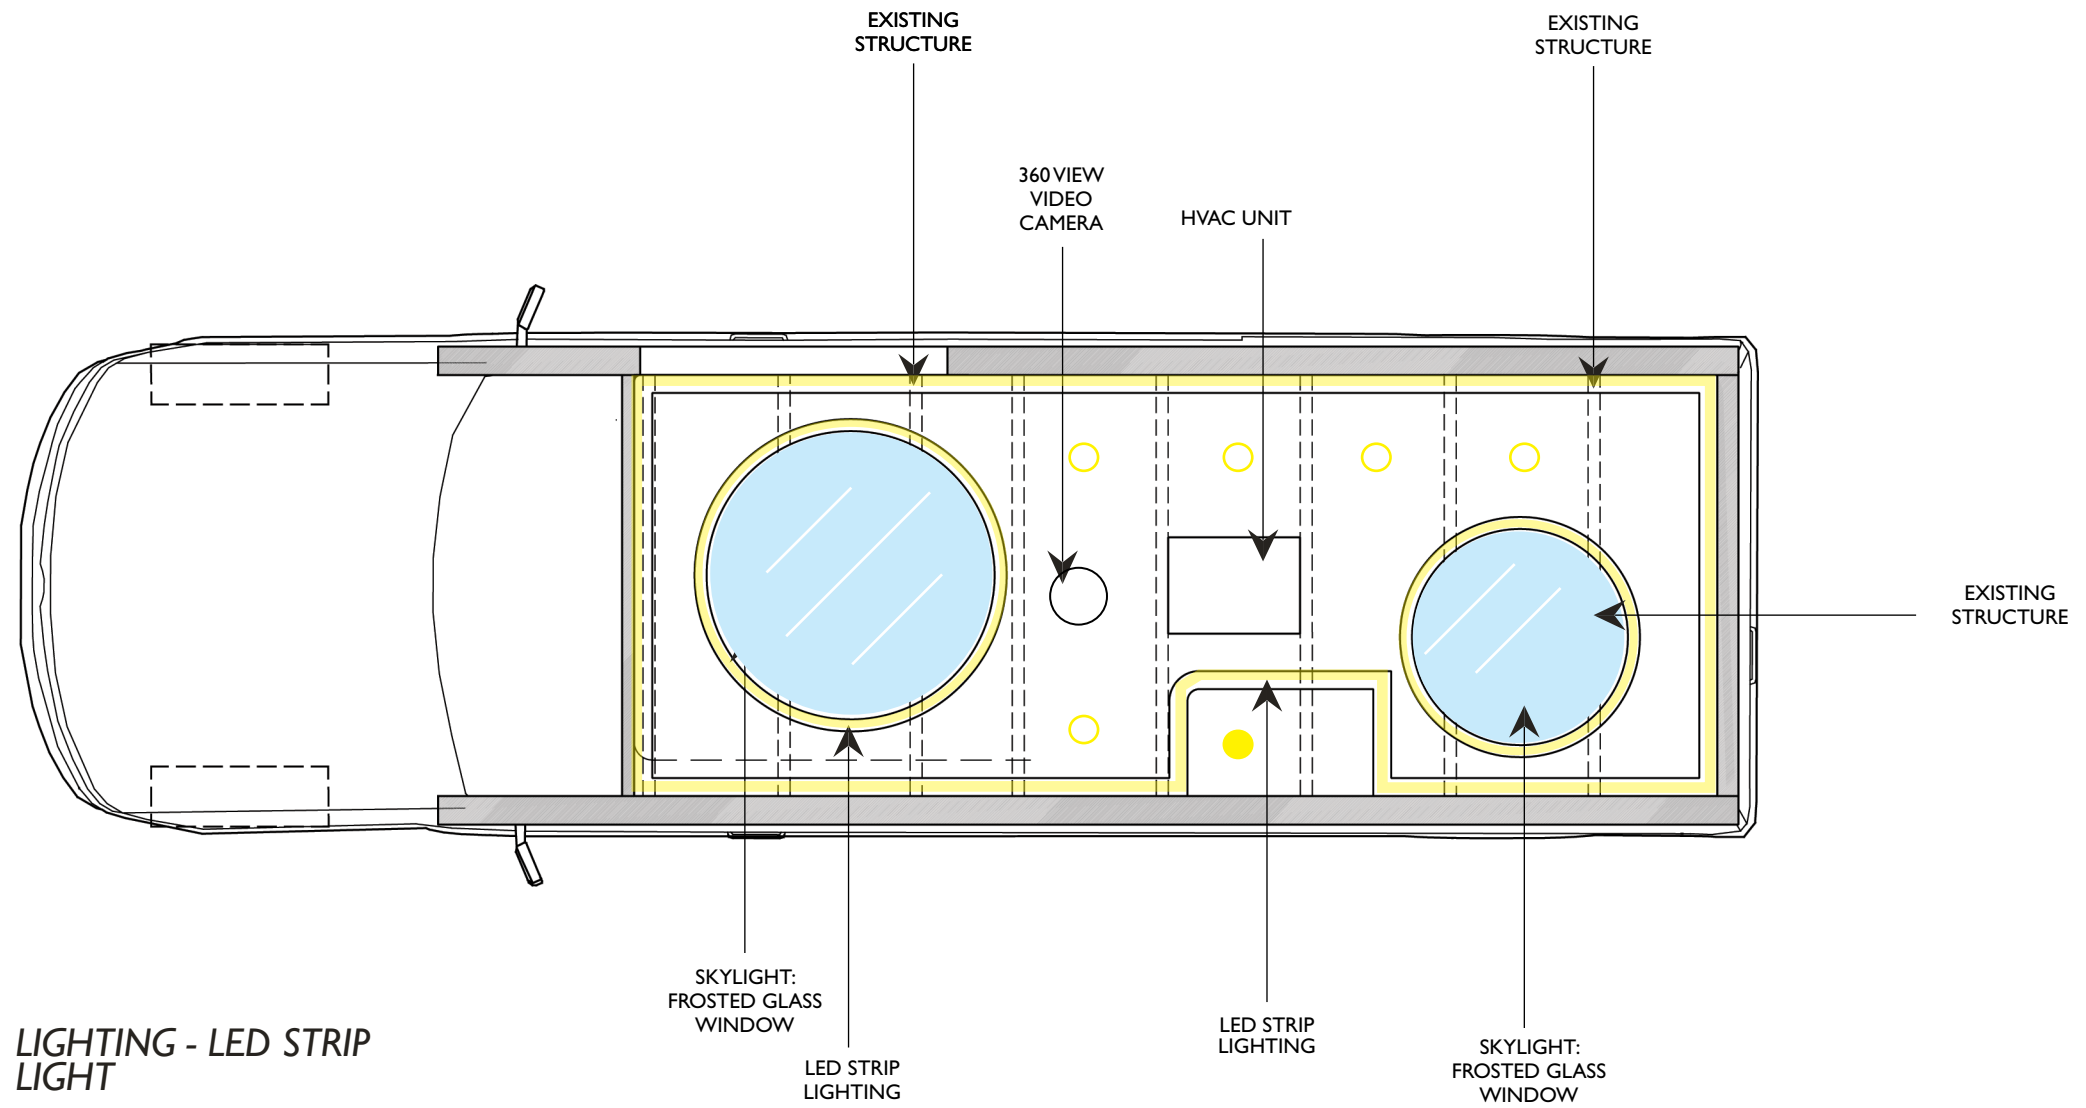 EXISTING
STRUCTURE
EXISTING
STRUCTURE
360 VIEW
VIDEO
CAMERA
HVAC UNIT
EXISTING
STRUCTURE
SKYLIGHT:
FROSTED GLASS
WINDOW
LED STRIP
LIGHTING
LED STRIP
LIGHTING
SKYLIGHT:
FROSTED GLASS
WINDOW
LIGHTING - LED STRIP
LIGHT